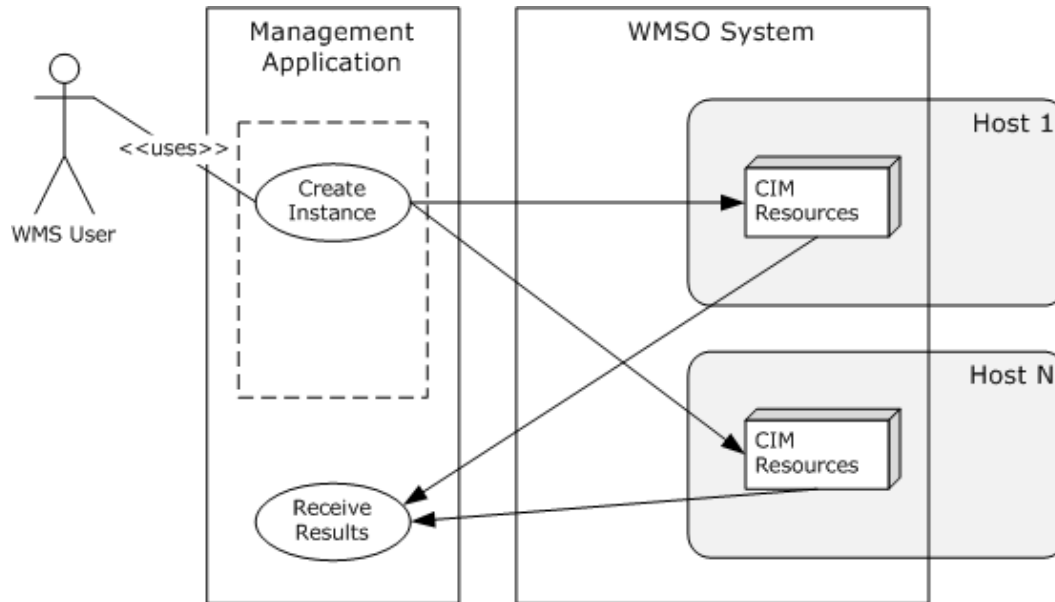 Management
Application
WMSO System
Host 1
<<uses>>
Create
Instance
CIM
Resources
WMS User
Host N
CIM
Resources
Receive
Results